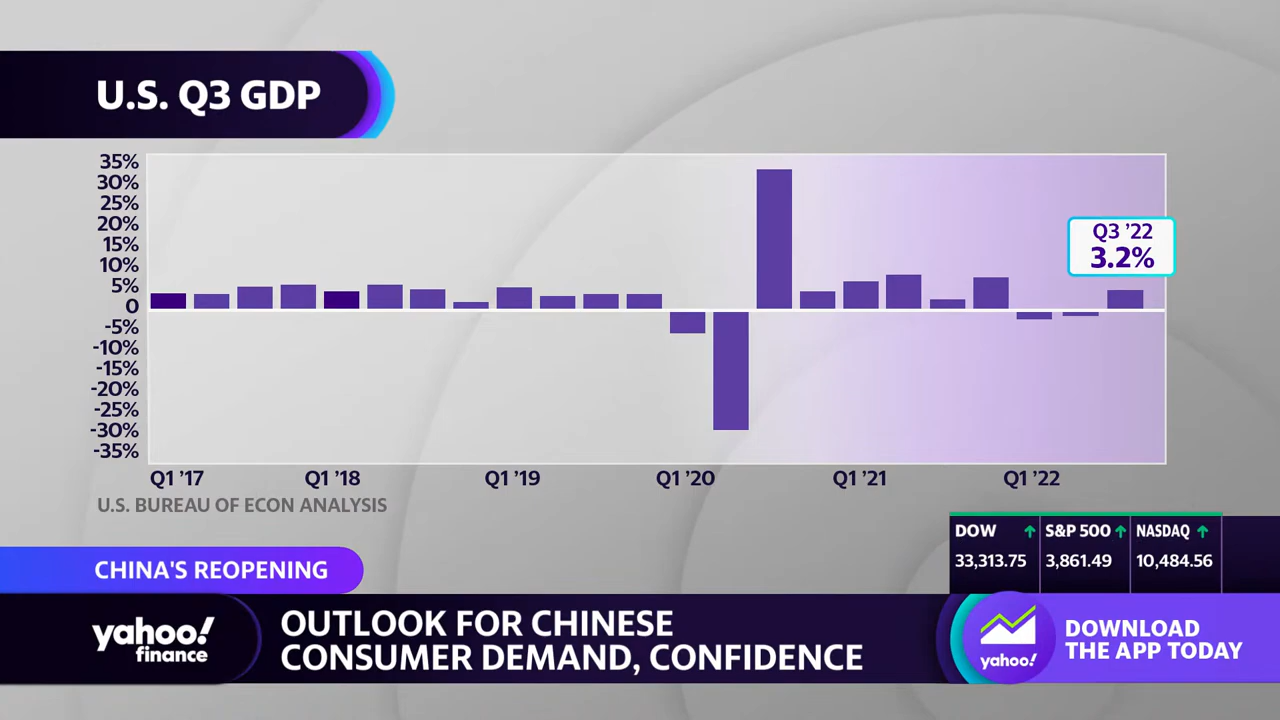 U.S. Q3 GDP
35%
30%
25%
20%
15%
10%
5%
0
-5%
-10%
-15%
-20%
-25%
-30%
-35%
Q3 ’22
3.2%
Q1 ’17
Q1 ’18
Q1 ’19
Q1 ’20
Q1 ’21
Q1 ’22
U.S. BUREAU OF ECON ANALYSIS
DOW
33,313.75
S&P 500
3,861.49
NASDAQ
10,484.56
CHINA'S REOPENING
yahoo!
finance
OUTLOOK FOR CHINESE
CONSUMER DEMAND, CONFIDENCE
yahoo!
DOWNLOAD
THE APP TODAY